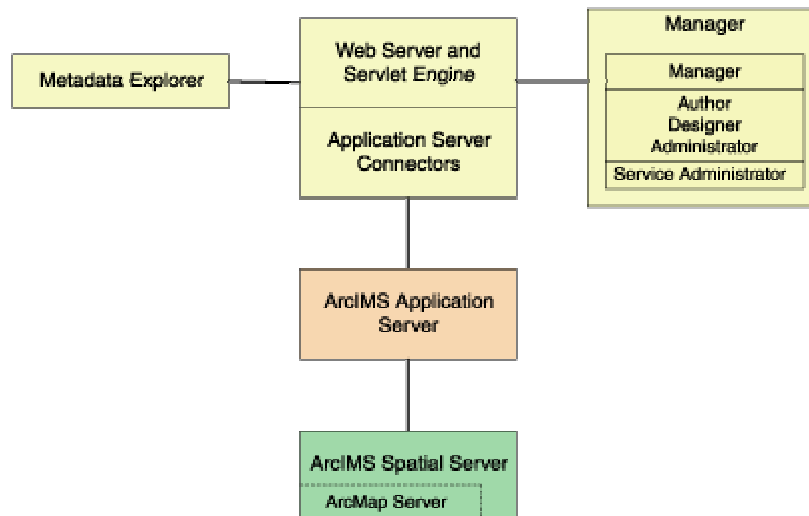 Manager
Web Server and
Servlet Engine
Metadata Explorer
Manager
Author
Designer
Administrator
Service Administrator
Application Server
Connectors
ArcIMS Application
Server
ArcIMS Spatial Server
ArcMap Server